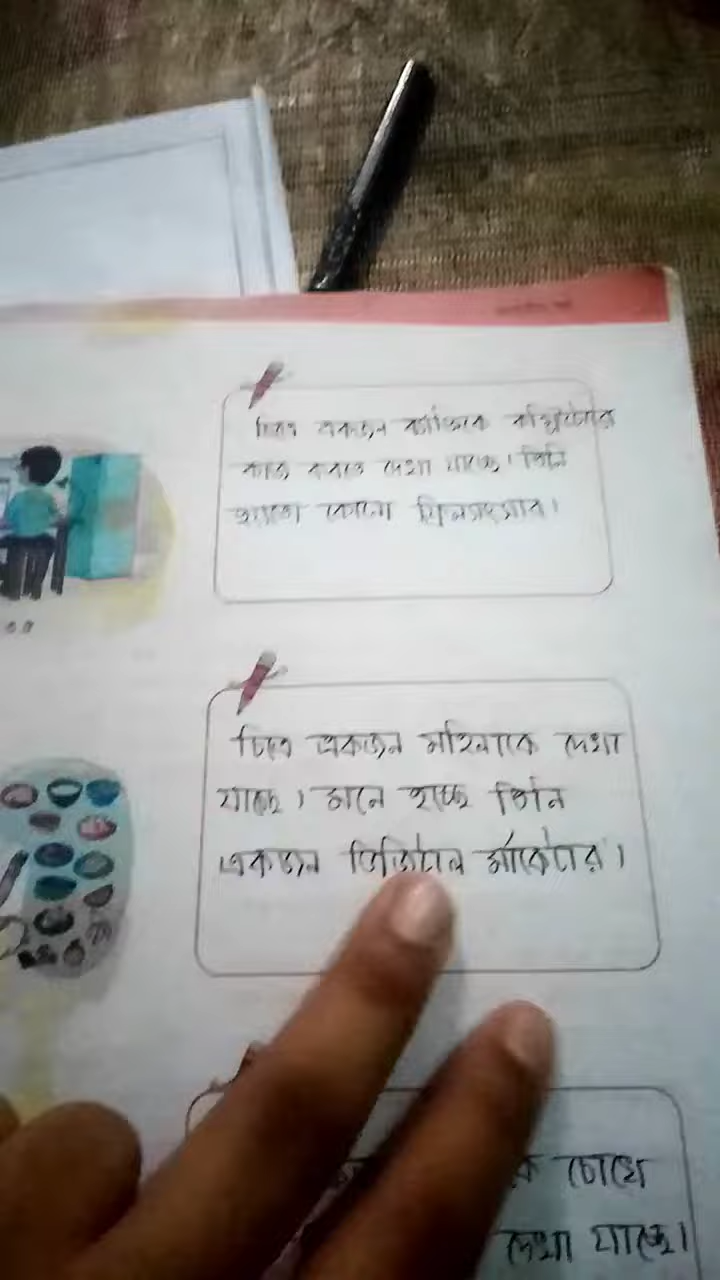 চিত্রে একজন ব্যক্তিকে কম্পিউটার
কাজ করতে দেখা যাচ্ছে। তিনি
হয়তো কোনো ফ্রিলান্সার।
চিত্রে একজন মহিলাকে দেখা
যাচ্ছে। মনে হচ্ছে তিনি
একজন ডিজিটাল মার্কেটার।
কে চোখে
দেখা যাচ্ছে।